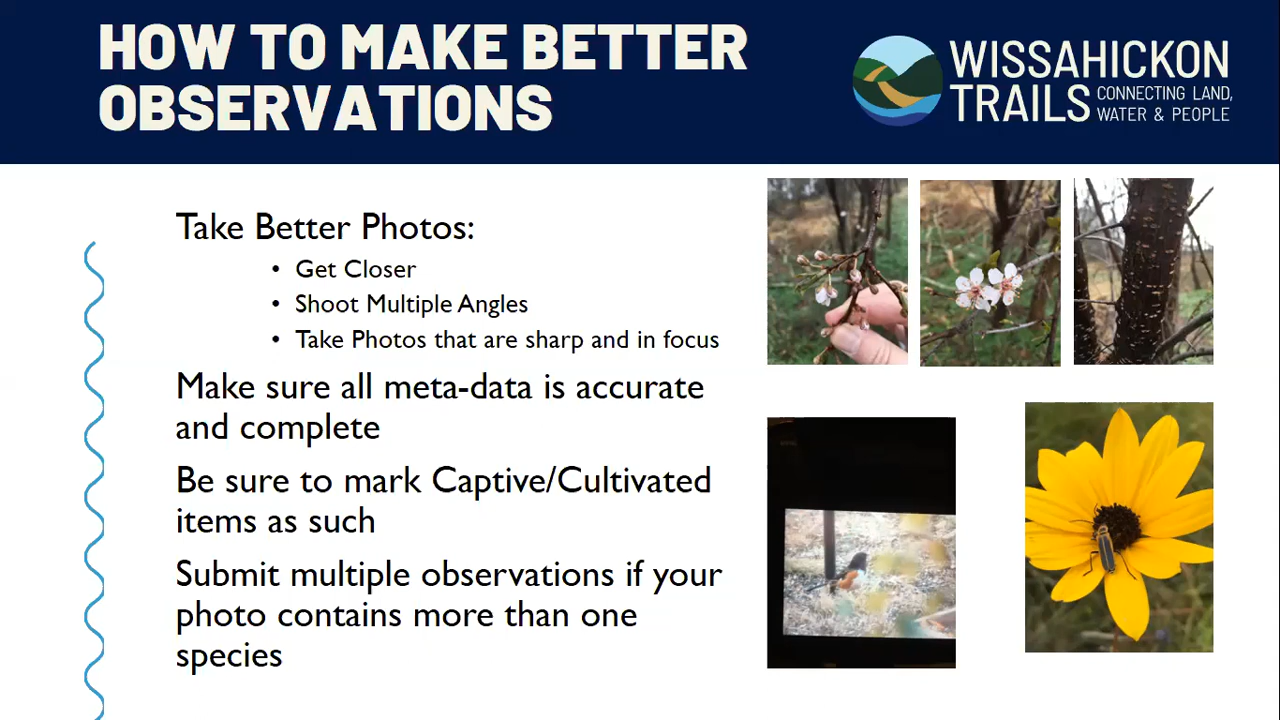 HOW TO MAKE BETTER
OBSERVATIONS
WISSAHICKON
TRAILS CONNECTING LAND,
WATER & PEOPLE
Take Better Photos:
• Get Closer
• Shoot Multiple Angles
• Take Photos that are sharp and in focus
Make sure all meta-data is accurate
and complete
Be sure to mark Captive/Cultivated
items as such
Submit multiple observations if your
photo contains more than one
species